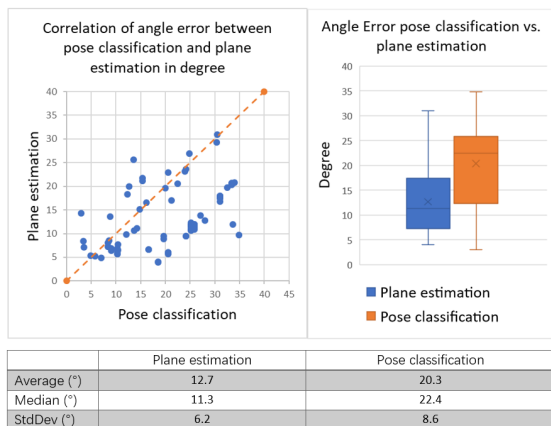 Correlation of angle error between
pose classification and plane
estimation in degree
40
35
30
25
20
15
10
5
0
0 5 10 15 20 25 30 35 40 45
Plane estimation
Pose classification
Angle Error pose classification vs.
plane estimation
40
35
30
25
20
15
10
5
0
Degree
Plane estimation
Pose classification
Plane estimation Pose classification
Average (°) 12.7 20.3
Median (°) 11.3 22.4
StdDev (°) 6.2 8.6